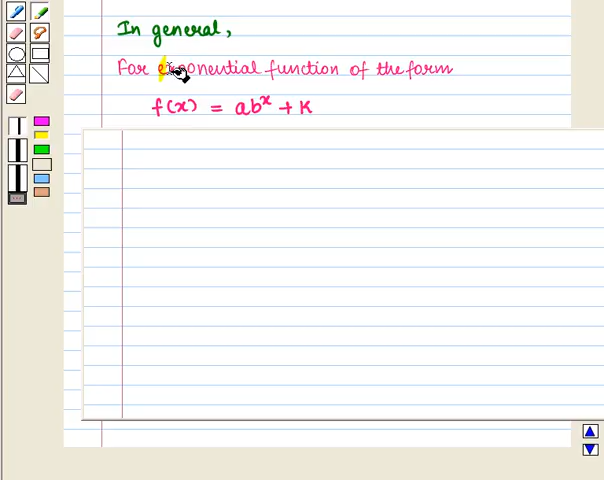 In general,
For exponential function of the form
f(x) = ab^x + K